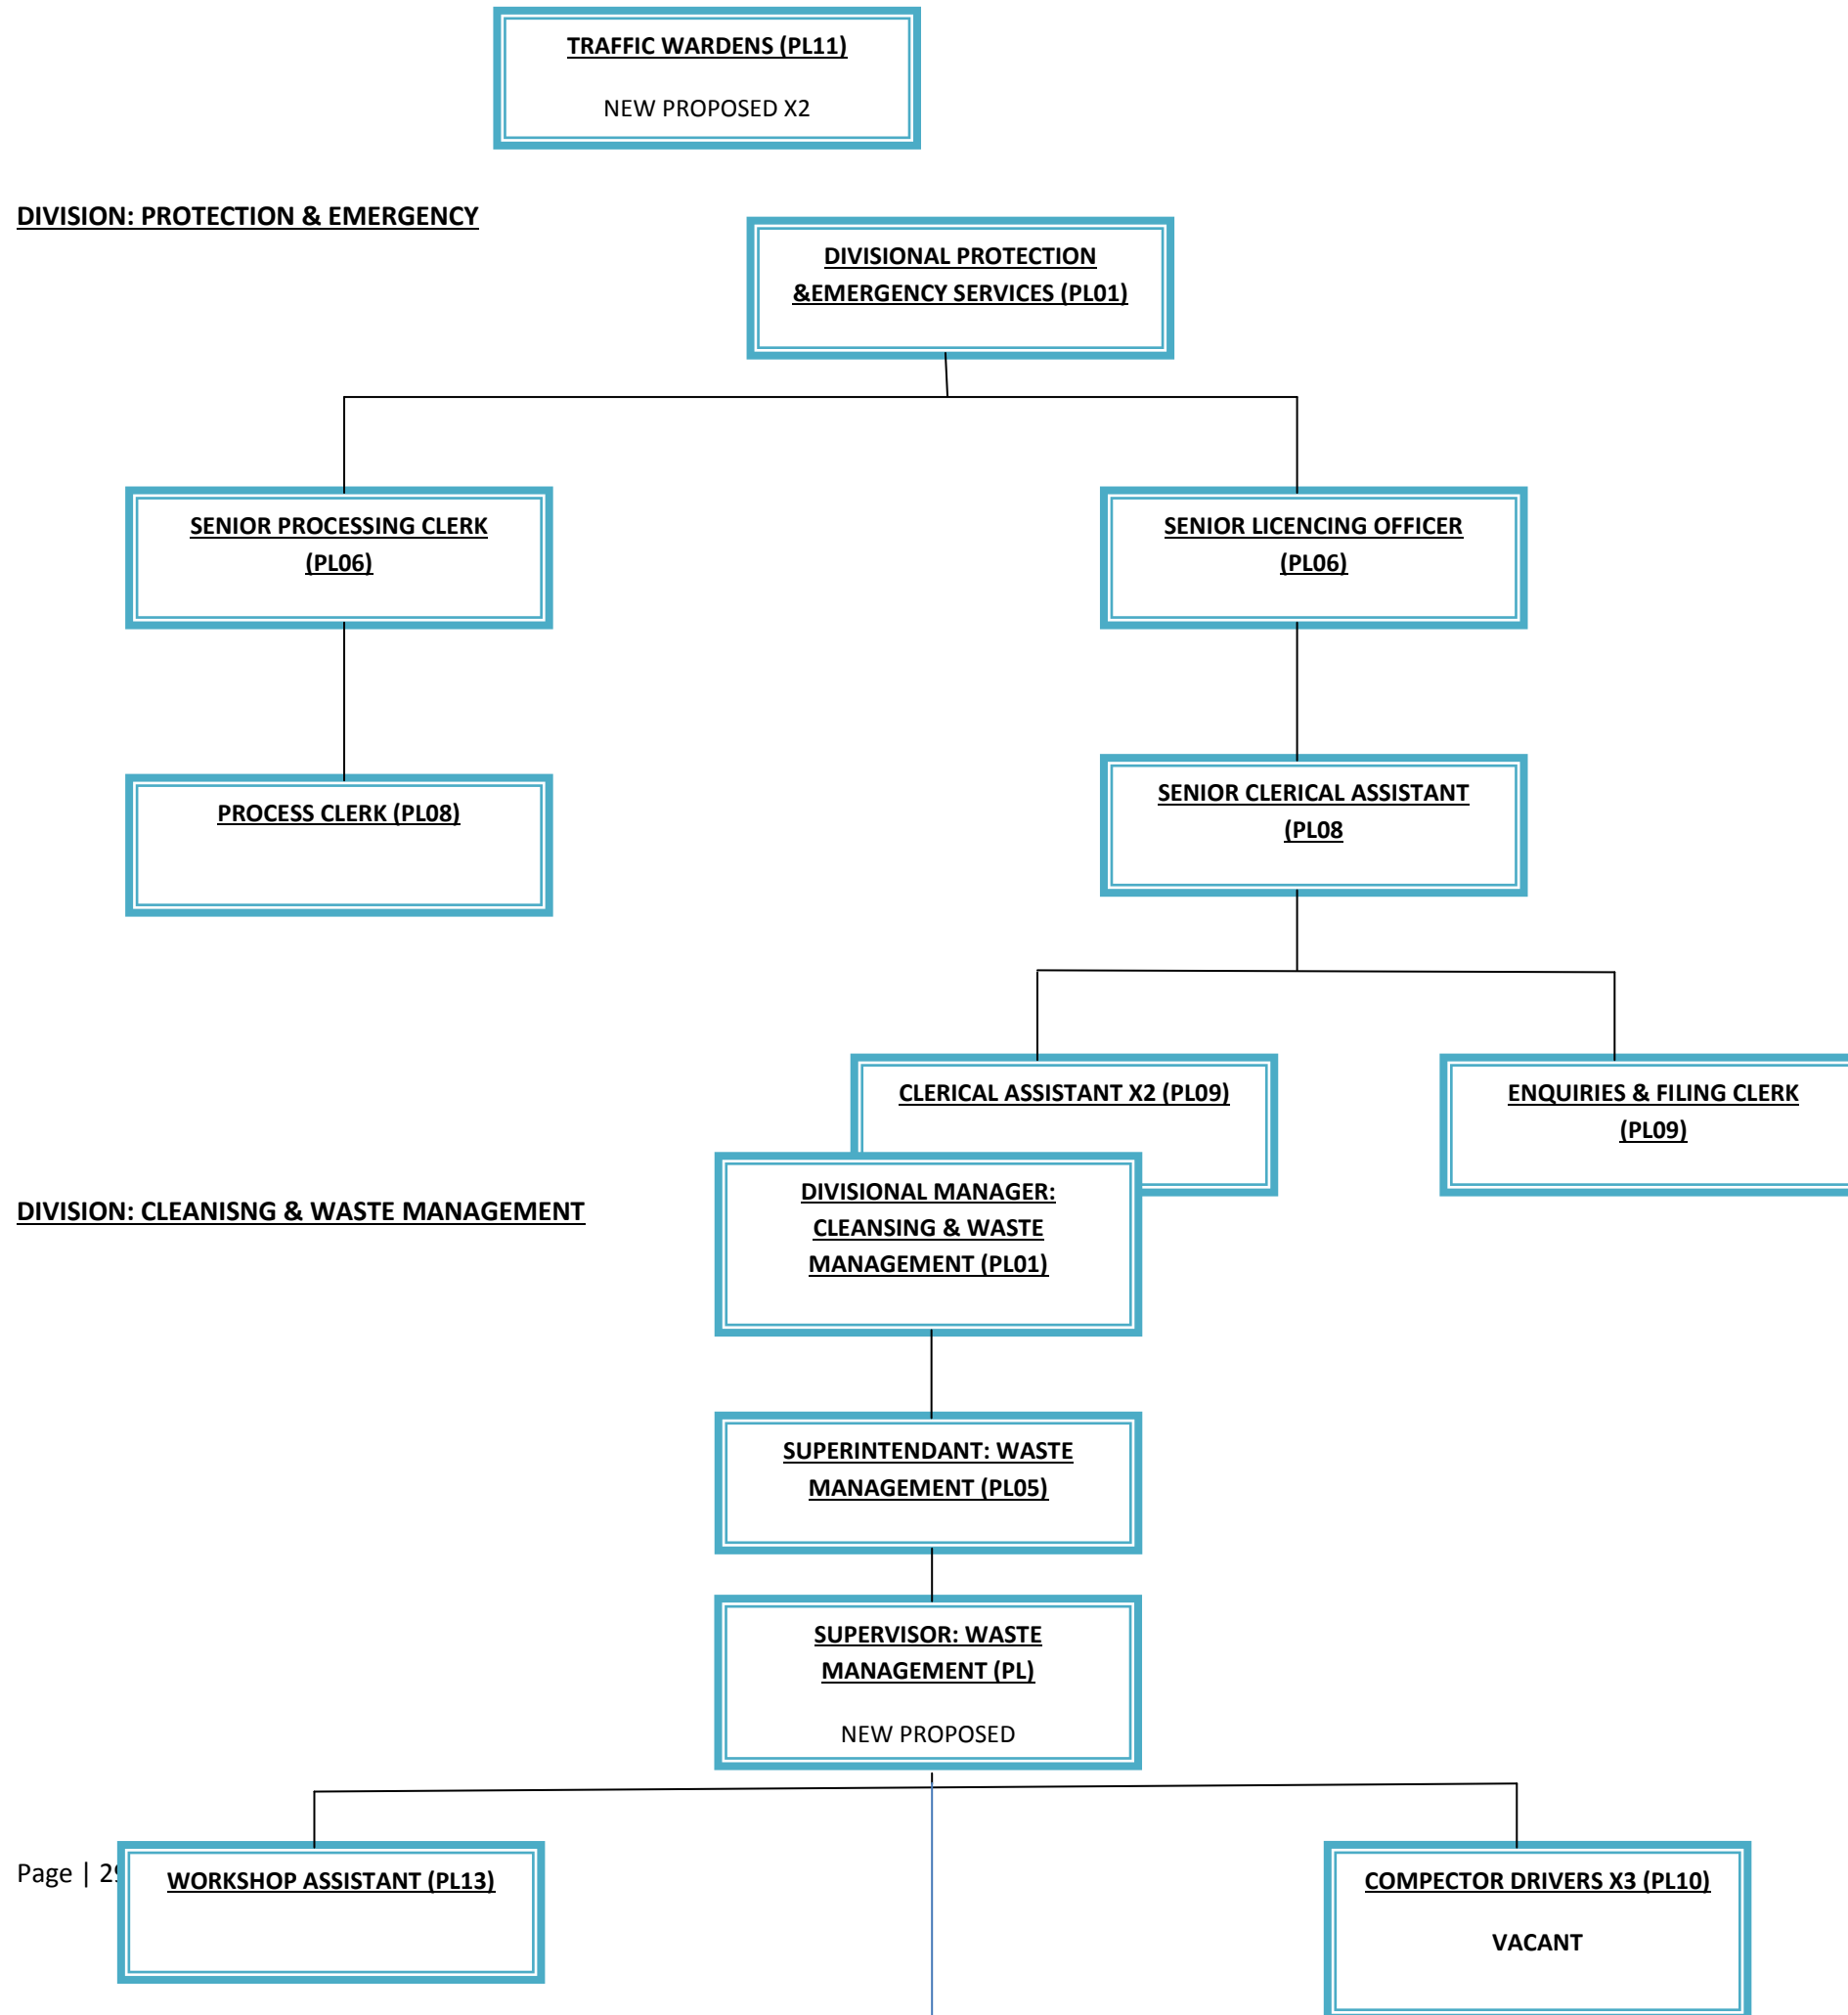 TRAFFIC WARDENS (PL11)
NEW PROPOSED X2
DIVISION: PROTECTION & EMERGENCY
DIVISIONAL PROTECTION
&EMERGENCY SERVICES (PL01)
SENIOR PROCESSING CLERK
(PL06)
SENIOR LICENCING OFFICER
(PL06)
PROCESS CLERK (PL08)
SENIOR CLERICAL ASSISTANT
(PL08
CLERICAL ASSISTANT X2 (PL09)
ENQUIRIES & FILING CLERK
(PL09)
DIVISION: CLEANISNG & WASTE MANAGEMENT
DIVISIONAL MANAGER:
CLEANSING & WASTE
MANAGEMENT (PL01)
SUPERINTENDANT: WASTE
MANAGEMENT (PL05)
SUPERVISOR: WASTE
MANAGEMENT (PL)
NEW PROPOSED
WORKSHOP ASSISTANT (PL13)
COMPECTOR DRIVERS X3 (PL10)
VACANT
Page |